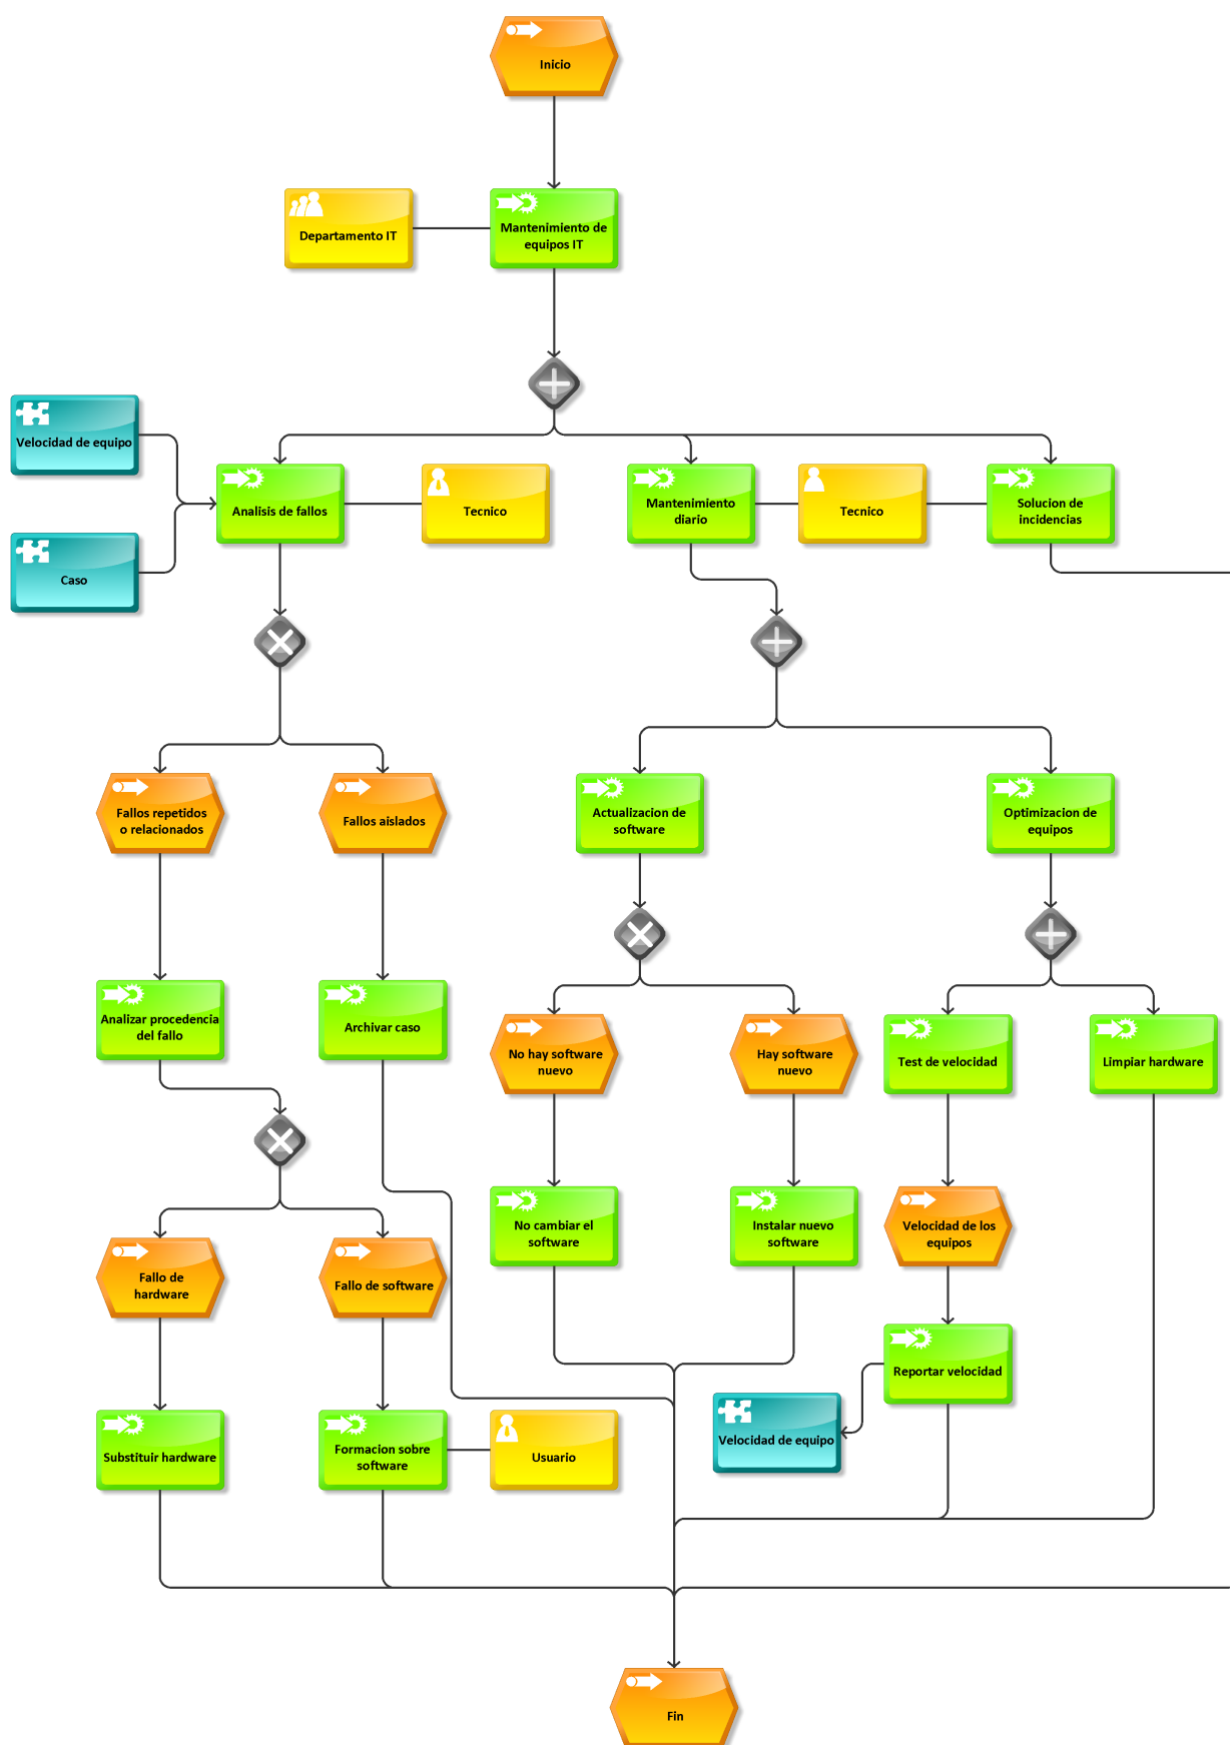 Inicio
Departamento IT
Mantenimiento de
equipos IT
Velocidad de equipo
Caso
Analisis de fallos
Tecnico
Mantenimiento
diario
Tecnico
Solucion de
incidencias
Fallos repetidos
o relacionados
Fallos aislados
Actualizacion de
software
Optimizacion de
equipos
Analizar procedencia
del fallo
Archivar caso
No hay software
nuevo
Hay software
nuevo
Test de velocidad
Limpiar hardware
No cambiar el
software
Instalar nuevo
software
Velocidad de los
equipos
Fallo de
hardware
Fallo de software
Reportar velocidad
Velocidad de equipo
Substituir hardware
Formacion sobre
software
Usuario
Fin